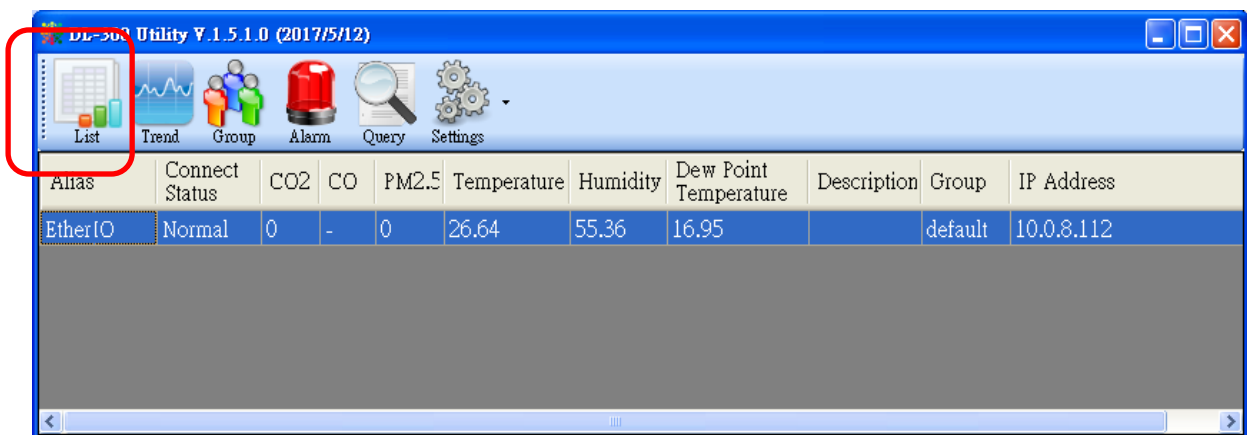 DL-300 Utility V.1.5.1.0 (2017/5/12)
List Trend Group Alarm Query Settings
Alias Connect Status CO2 CO PM2.5 Temperature Humidity Dew Point Temperature Description Group IP Address
EtherIO Normal 0 - 0 26.64 55.36 16.95 default 10.0.8.112